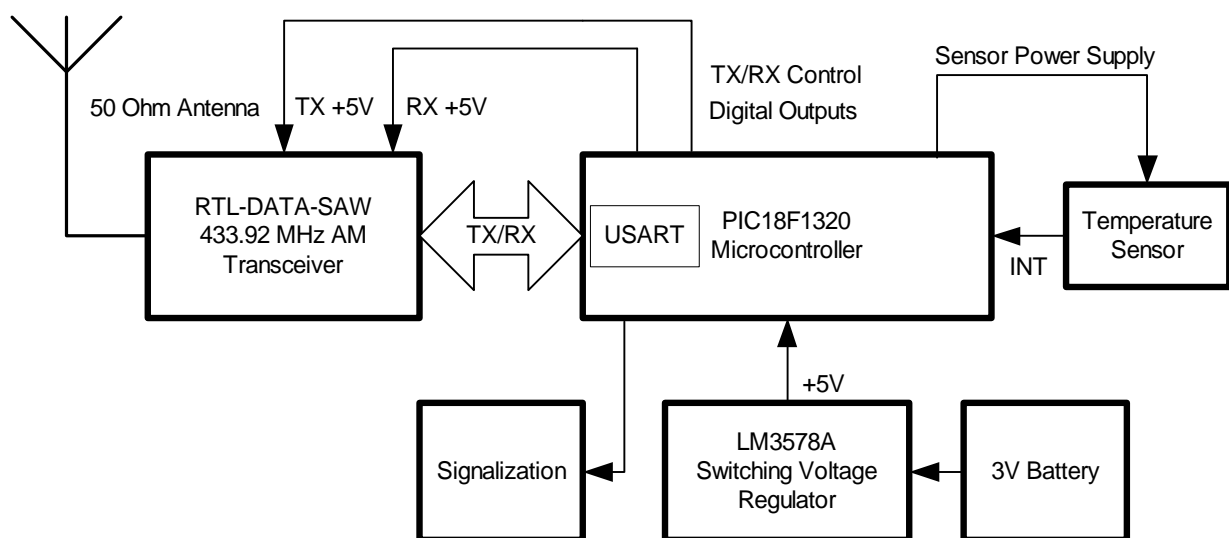 Sensor Power Supply
TX/RX Control
Digital Outputs
50 Ohm Antenna
TX +5V
RX +5V
RTL-DATA-SAW
433.92 MHz AM
Transceiver
TX/RX
USART
PIC18F1320
Microcontroller
INT
Temperature
Sensor
+5V
Signalization
LM3578A
Switching Voltage
Regulator
3V Battery